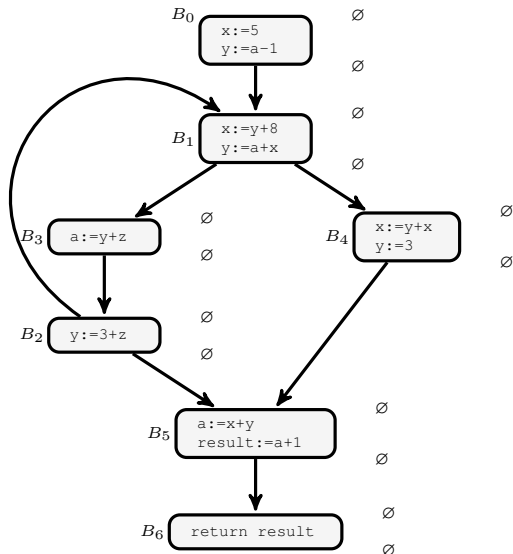 B0
x:=5
y:=a-1
∅
∅
B1
x:=y+8
y:=a+x
∅
∅
B3
a:=y+z
∅
∅
B4
x:=y+x
y:=3
∅
∅
B2
y:=3+z
∅
∅
B5
a:=x+y
result:=a+1
∅
∅
B6
return result
∅
∅